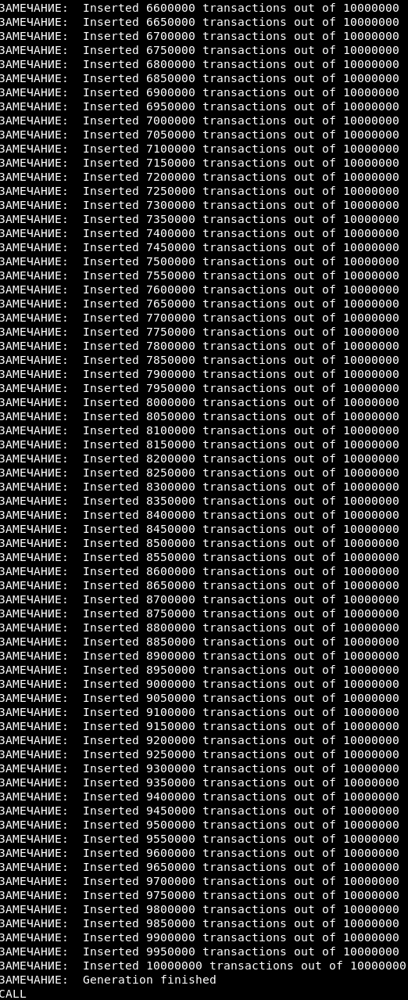 ЗАМЕЧАНИЕ:  Inserted 6600000 transactions out of 10000000
ЗАМЕЧАНИЕ:  Inserted 6650000 transactions out of 10000000
ЗАМЕЧАНИЕ:  Inserted 6700000 transactions out of 10000000
ЗАМЕЧАНИЕ:  Inserted 6750000 transactions out of 10000000
ЗАМЕЧАНИЕ:  Inserted 6800000 transactions out of 10000000
ЗАМЕЧАНИЕ:  Inserted 6850000 transactions out of 10000000
ЗАМЕЧАНИЕ:  Inserted 6900000 transactions out of 10000000
ЗАМЕЧАНИЕ:  Inserted 6950000 transactions out of 10000000
ЗАМЕЧАНИЕ:  Inserted 7000000 transactions out of 10000000
ЗАМЕЧАНИЕ:  Inserted 7050000 transactions out of 10000000
ЗАМЕЧАНИЕ:  Inserted 7100000 transactions out of 10000000
ЗАМЕЧАНИЕ:  Inserted 7150000 transactions out of 10000000
ЗАМЕЧАНИЕ:  Inserted 7200000 transactions out of 10000000
ЗАМЕЧАНИЕ:  Inserted 7250000 transactions out of 10000000
ЗАМЕЧАНИЕ:  Inserted 7300000 transactions out of 10000000
ЗАМЕЧАНИЕ:  Inserted 7350000 transactions out of 10000000
ЗАМЕЧАНИЕ:  Inserted 7400000 transactions out of 10000000
ЗАМЕЧАНИЕ:  Inserted 7450000 transactions out of 10000000
ЗАМЕЧАНИЕ:  Inserted 7500000 transactions out of 10000000
ЗАМЕЧАНИЕ:  Inserted 7550000 transactions out of 10000000
ЗАМЕЧАНИЕ:  Inserted 7600000 transactions out of 10000000
ЗАМЕЧАНИЕ:  Inserted 7650000 transactions out of 10000000
ЗАМЕЧАНИЕ:  Inserted 7700000 transactions out of 10000000
ЗАМЕЧАНИЕ:  Inserted 7750000 transactions out of 10000000
ЗАМЕЧАНИЕ:  Inserted 7800000 transactions out of 10000000
ЗАМЕЧАНИЕ:  Inserted 7850000 transactions out of 10000000
ЗАМЕЧАНИЕ:  Inserted 7900000 transactions out of 10000000
ЗАМЕЧАНИЕ:  Inserted 7950000 transactions out of 10000000
ЗАМЕЧАНИЕ:  Inserted 8000000 transactions out of 10000000
ЗАМЕЧАНИЕ:  Inserted 8050000 transactions out of 10000000
ЗАМЕЧАНИЕ:  Inserted 8100000 transactions out of 10000000
ЗАМЕЧАНИЕ:  Inserted 8150000 transactions out of 10000000
ЗАМЕЧАНИЕ:  Inserted 8200000 transactions out of 10000000
ЗАМЕЧАНИЕ:  Inserted 8250000 transactions out of 10000000
ЗАМЕЧАНИЕ:  Inserted 8300000 transactions out of 10000000
ЗАМЕЧАНИЕ:  Inserted 8350000 transactions out of 10000000
ЗАМЕЧАНИЕ:  Inserted 8400000 transactions out of 10000000
ЗАМЕЧАНИЕ:  Inserted 8450000 transactions out of 10000000
ЗАМЕЧАНИЕ:  Inserted 8500000 transactions out of 10000000
ЗАМЕЧАНИЕ:  Inserted 8550000 transactions out of 10000000
ЗАМЕЧАНИЕ:  Inserted 8600000 transactions out of 10000000
ЗАМЕЧАНИЕ:  Inserted 8650000 transactions out of 10000000
ЗАМЕЧАНИЕ:  Inserted 8700000 transactions out of 10000000
ЗАМЕЧАНИЕ:  Inserted 8750000 transactions out of 10000000
ЗАМЕЧАНИЕ:  Inserted 8800000 transactions out of 10000000
ЗАМЕЧАНИЕ:  Inserted 8850000 transactions out of 10000000
ЗАМЕЧАНИЕ:  Inserted 8900000 transactions out of 10000000
ЗАМЕЧАНИЕ:  Inserted 8950000 transactions out of 10000000
ЗАМЕЧАНИЕ:  Inserted 9000000 transactions out of 10000000
ЗАМЕЧАНИЕ:  Inserted 9050000 transactions out of 10000000
ЗАМЕЧАНИЕ:  Inserted 9100000 transactions out of 10000000
ЗАМЕЧАНИЕ:  Inserted 9150000 transactions out of 10000000
ЗАМЕЧАНИЕ:  Inserted 9200000 transactions out of 10000000
ЗАМЕЧАНИЕ:  Inserted 9250000 transactions out of 10000000
ЗАМЕЧАНИЕ:  Inserted 9300000 transactions out of 10000000
ЗАМЕЧАНИЕ:  Inserted 9350000 transactions out of 10000000
ЗАМЕЧАНИЕ:  Inserted 9400000 transactions out of 10000000
ЗАМЕЧАНИЕ:  Inserted 9450000 transactions out of 10000000
ЗАМЕЧАНИЕ:  Inserted 9500000 transactions out of 10000000
ЗАМЕЧАНИЕ:  Inserted 9550000 transactions out of 10000000
ЗАМЕЧАНИЕ:  Inserted 9600000 transactions out of 10000000
ЗАМЕЧАНИЕ:  Inserted 9650000 transactions out of 10000000
ЗАМЕЧАНИЕ:  Inserted 9700000 transactions out of 10000000
ЗАМЕЧАНИЕ:  Inserted 9750000 transactions out of 10000000
ЗАМЕЧАНИЕ:  Inserted 9800000 transactions out of 10000000
ЗАМЕЧАНИЕ:  Inserted 9850000 transactions out of 10000000
ЗАМЕЧАНИЕ:  Inserted 9900000 transactions out of 10000000
ЗАМЕЧАНИЕ:  Inserted 9950000 transactions out of 10000000
ЗАМЕЧАНИЕ:  Inserted 10000000 transactions out of 10000000
ЗАМЕЧАНИЕ:  Generation finished
CALL